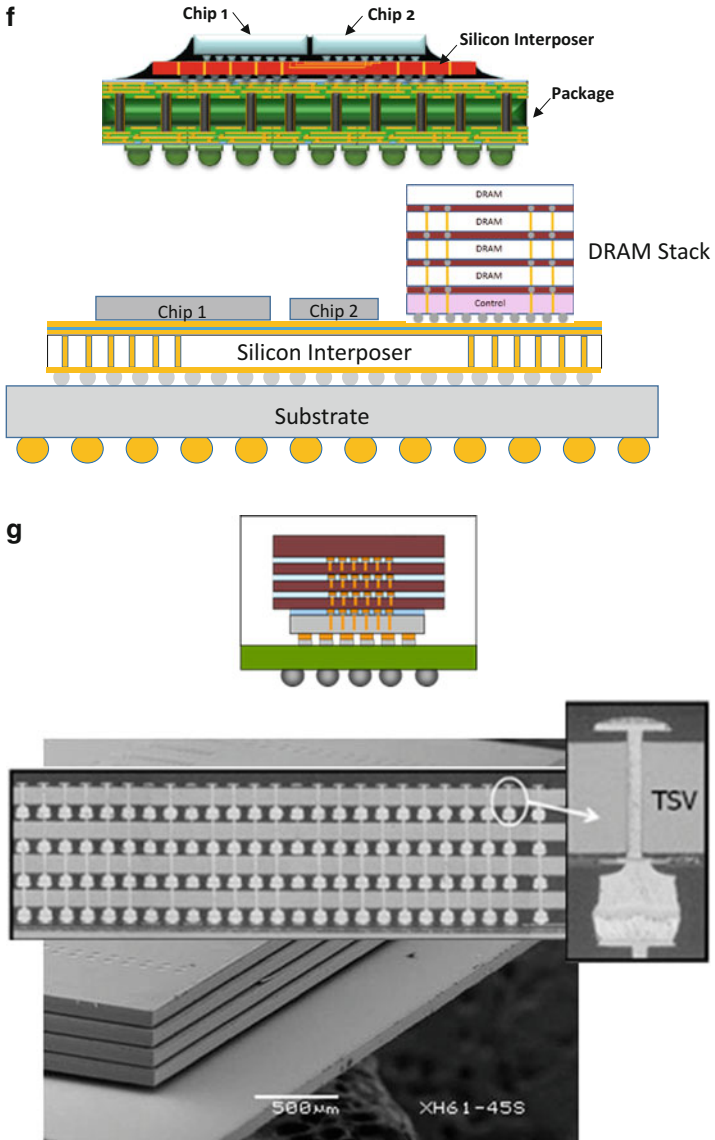 f
Chip 1
Chip 2
Silicon Interposer
Package
DRAM
DRAM
DRAM
DRAM
Control
DRAM Stack
Chip 1
Chip 2
Silicon Interposer
Substrate
g
TSV
500µm
XH61-45S